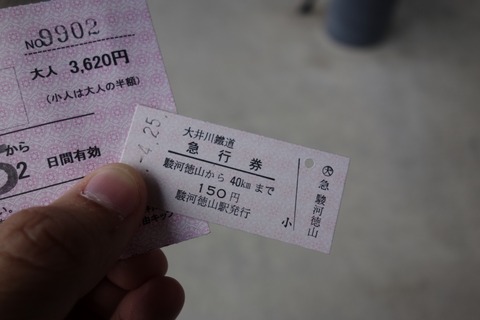 No 9902
大人 3,620円
(小人は大人の半額)
から
2
日間有効
-4.25.
大井川鐵道
急行券
駿河徳山から 40kmまで
150円
駿河徳山駅発行
小
急 駿河徳山